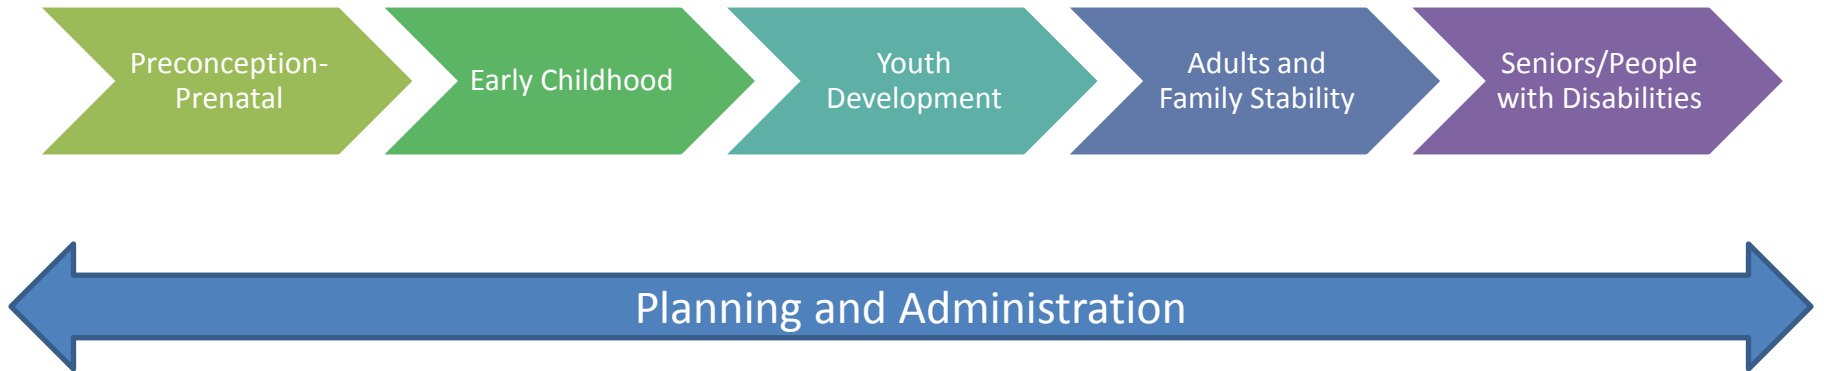 Preconception-
Prenatal
Early Childhood
Youth
Development
Adults and
Family Stability
Seniors/People
with Disabilities
Planning and Administration